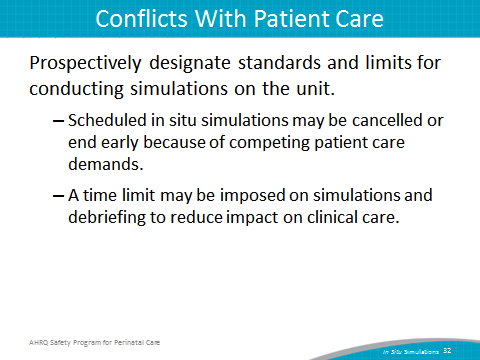 Conflicts With Patient Care
Prospectively designate standards and limits for
conducting simulations on the unit.
– Scheduled in situ simulations may be cancelled or
end early because of competing patient care
demands.
– A time limit may be imposed on simulations and
debriefing to reduce impact on clinical care.
AHRQ Safety Program for Perinatal Care
In Situ Simulations 32